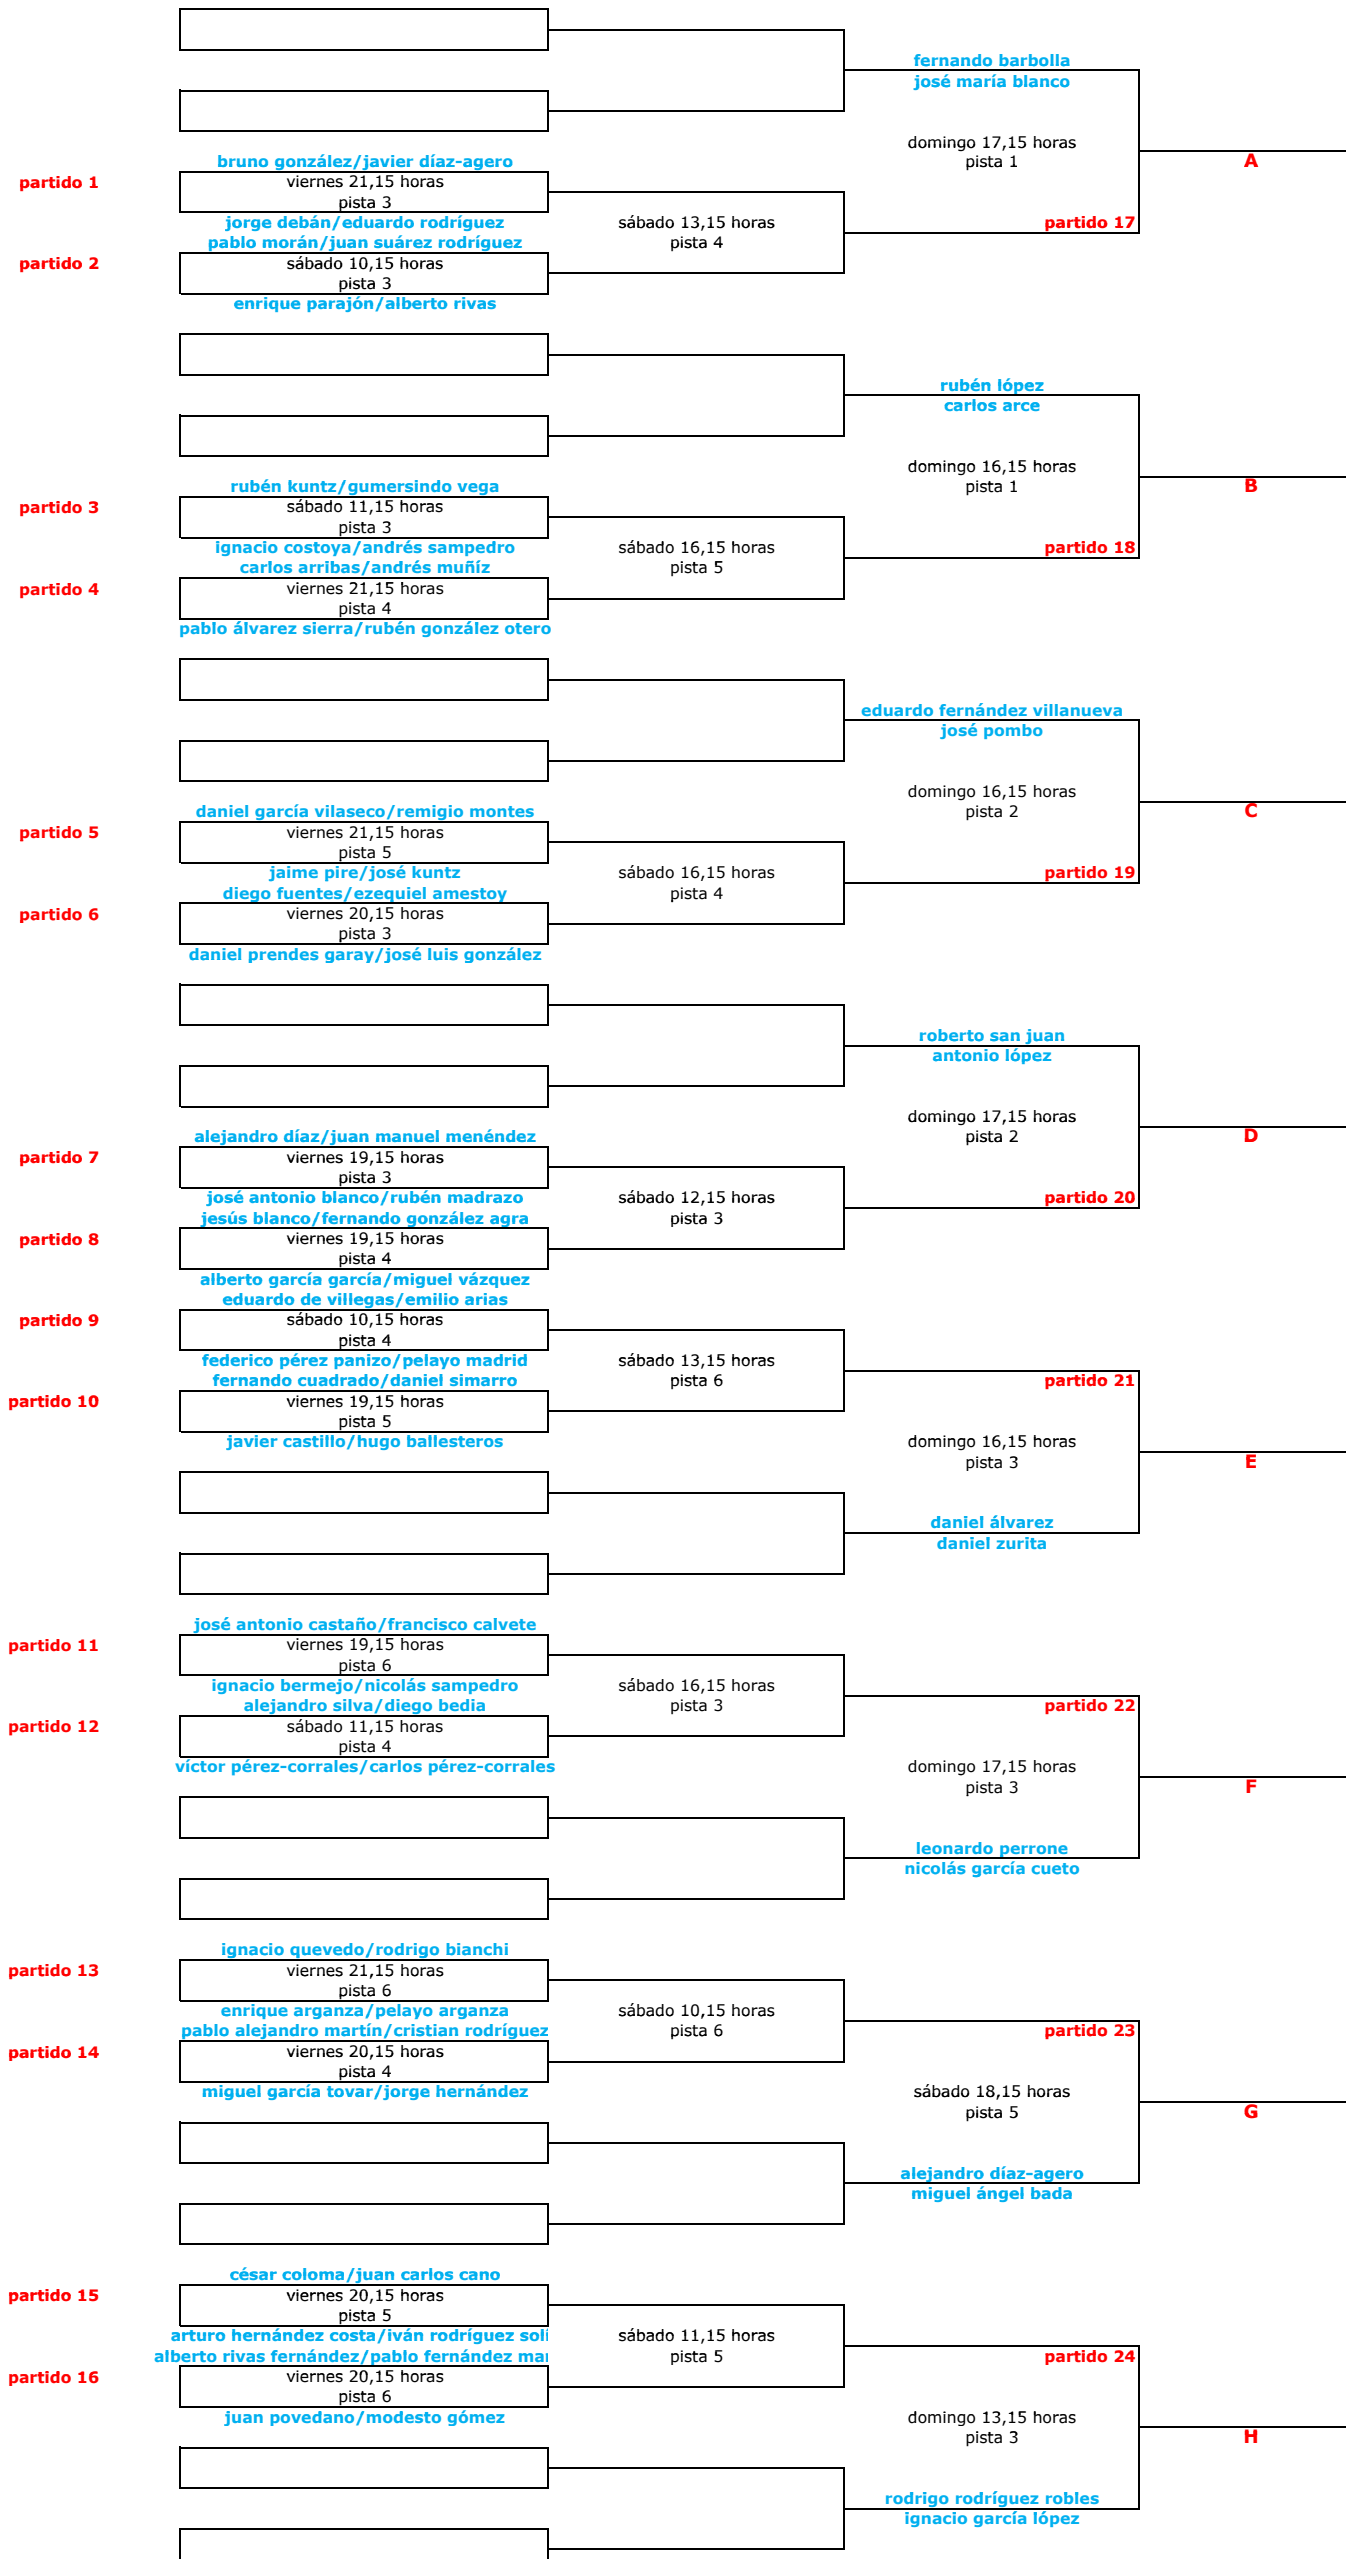 fernando barbolla
josé maría blanco
domingo 17,15 horas
pista 1
A
bruno gonzález/javier díaz-agero
partido 1
viernes 21,15 horas
pista 3
jorge debán/eduardo rodríguez
sábado 13,15 horas
partido 17
pablo morán/juan suárez rodríguez
pista 4
partido 2
sábado 10,15 horas
pista 3
enrique parajón/alberto rivas
rubén lópez
carlos arce
domingo 16,15 horas
pista 1
B
rubén kuntz/gumersindo vega
partido 3
sábado 11,15 horas
pista 3
ignacio costoya/andrés sampedro
sábado 16,15 horas
partido 18
carlos arribas/andrés muñíz
pista 5
partido 4
viernes 21,15 horas
pista 4
pablo álvarez sierra/rubén gonzález otero
eduardo fernández villanueva
josé pombo
domingo 16,15 horas
pista 2
C
daniel garcía vilaseco/remigio montes
partido 5
viernes 21,15 horas
pista 5
jaime pire/josé kuntz
sábado 16,15 horas
partido 19
diego fuentes/ezequiel amestoy
pista 4
partido 6
viernes 20,15 horas
pista 3
daniel prendes garay/josé luis gonzález
roberto san juan
antonio lópez
domingo 17,15 horas
pista 2
D
alejandro díaz/juan manuel menéndez
partido 7
viernes 19,15 horas
pista 3
josé antonio blanco/rubén madrazo
sábado 12,15 horas
partido 20
jesús blanco/fernando gonzález agra
pista 3
partido 8
viernes 19,15 horas
pista 4
alberto garcía garcía/miguel vázquez
eduardo de villegas/emilio arias
partido 9
sábado 10,15 horas
pista 4
federico pérez panizo/pelayo madrid
sábado 13,15 horas
fernando cuadrado/daniel simarro
pista 6
partido 21
partido 10
viernes 19,15 horas
pista 5
javier castillo/hugo ballesteros
domingo 16,15 horas
pista 3
E
daniel álvarez
daniel zurita
josé antonio castaño/francisco calvete
partido 11
viernes 19,15 horas
pista 6
ignacio bermejo/nicolás sampedro
sábado 16,15 horas
alejandro silva/diego bedia
pista 3
partido 22
partido 12
sábado 11,15 horas
pista 4
víctor pérez-corrales/carlos pérez-corrales
domingo 17,15 horas
pista 3
F
leonardo perrone
nicolás garcía cueto
ignacio quevedo/rodrigo bianchi
partido 13
viernes 21,15 horas
pista 6
enrique arganza/pelayo arganza
sábado 10,15 horas
pablo alejandro martín/cristian rodríguez
pista 6
partido 23
partido 14
viernes 20,15 horas
pista 4
miguel garcía tovar/jorge hernández
sábado 18,15 horas
pista 5
G
alejandro díaz-agero
miguel ángel bada
césar coloma/juan carlos cano
partido 15
viernes 20,15 horas
pista 5
arturo hernández costa/iván rodríguez
sábado 11,15 horas
alberto rivas fernández/pablo fernández
pista 5
partido 24
partido 16
viernes 20,15 horas
pista 6
juan povedano/modesto gómez
domingo 13,15 horas
pista 3
H
rodrigo rodríguez robles
ignacio garcía lópez